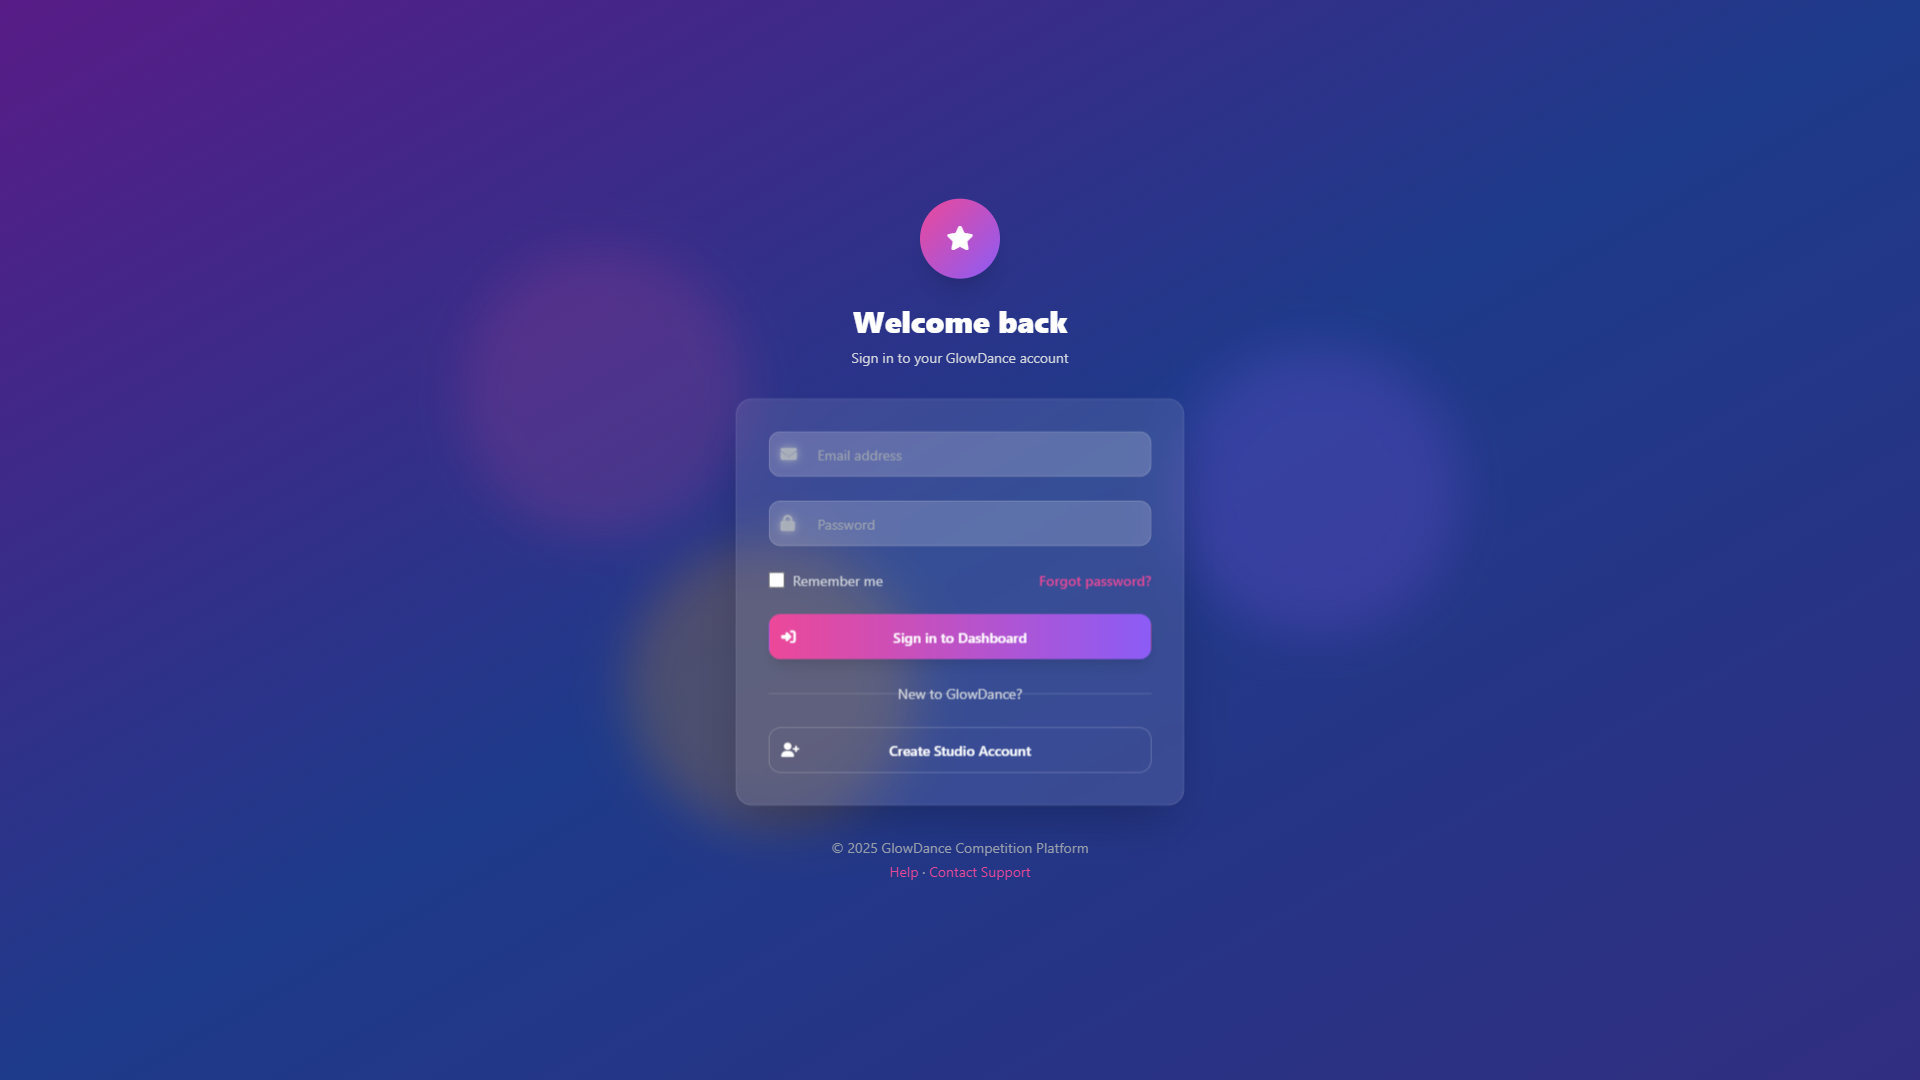 Welcome back
Sign in to your GlowDance account
Email address
Password
Remember me
Forgot password?
Sign in to Dashboard
New to GlowDance?
Create Studio Account
© 2025 GlowDance Competition Platform
Help · Contact Support